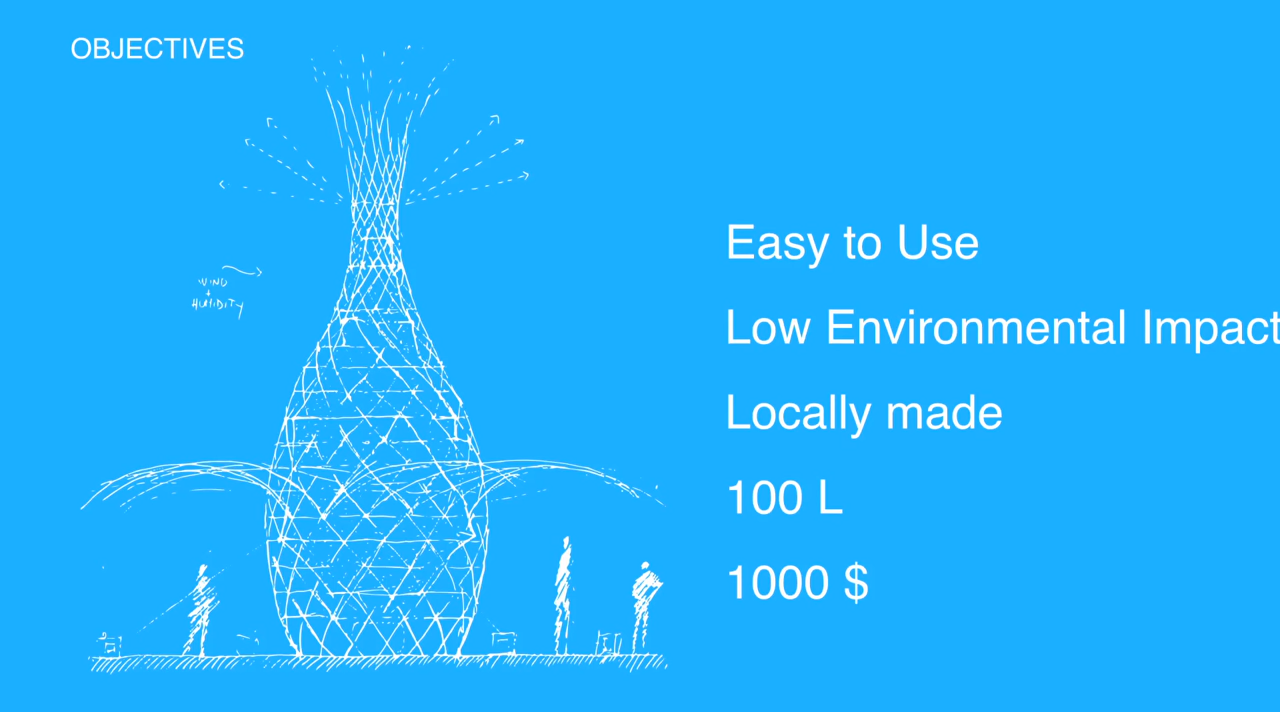 OBJECTIVES
WIND
+
HUMIDITY
Easy to Use
Low Environmental Impact
Locally made
100 L
1000 $